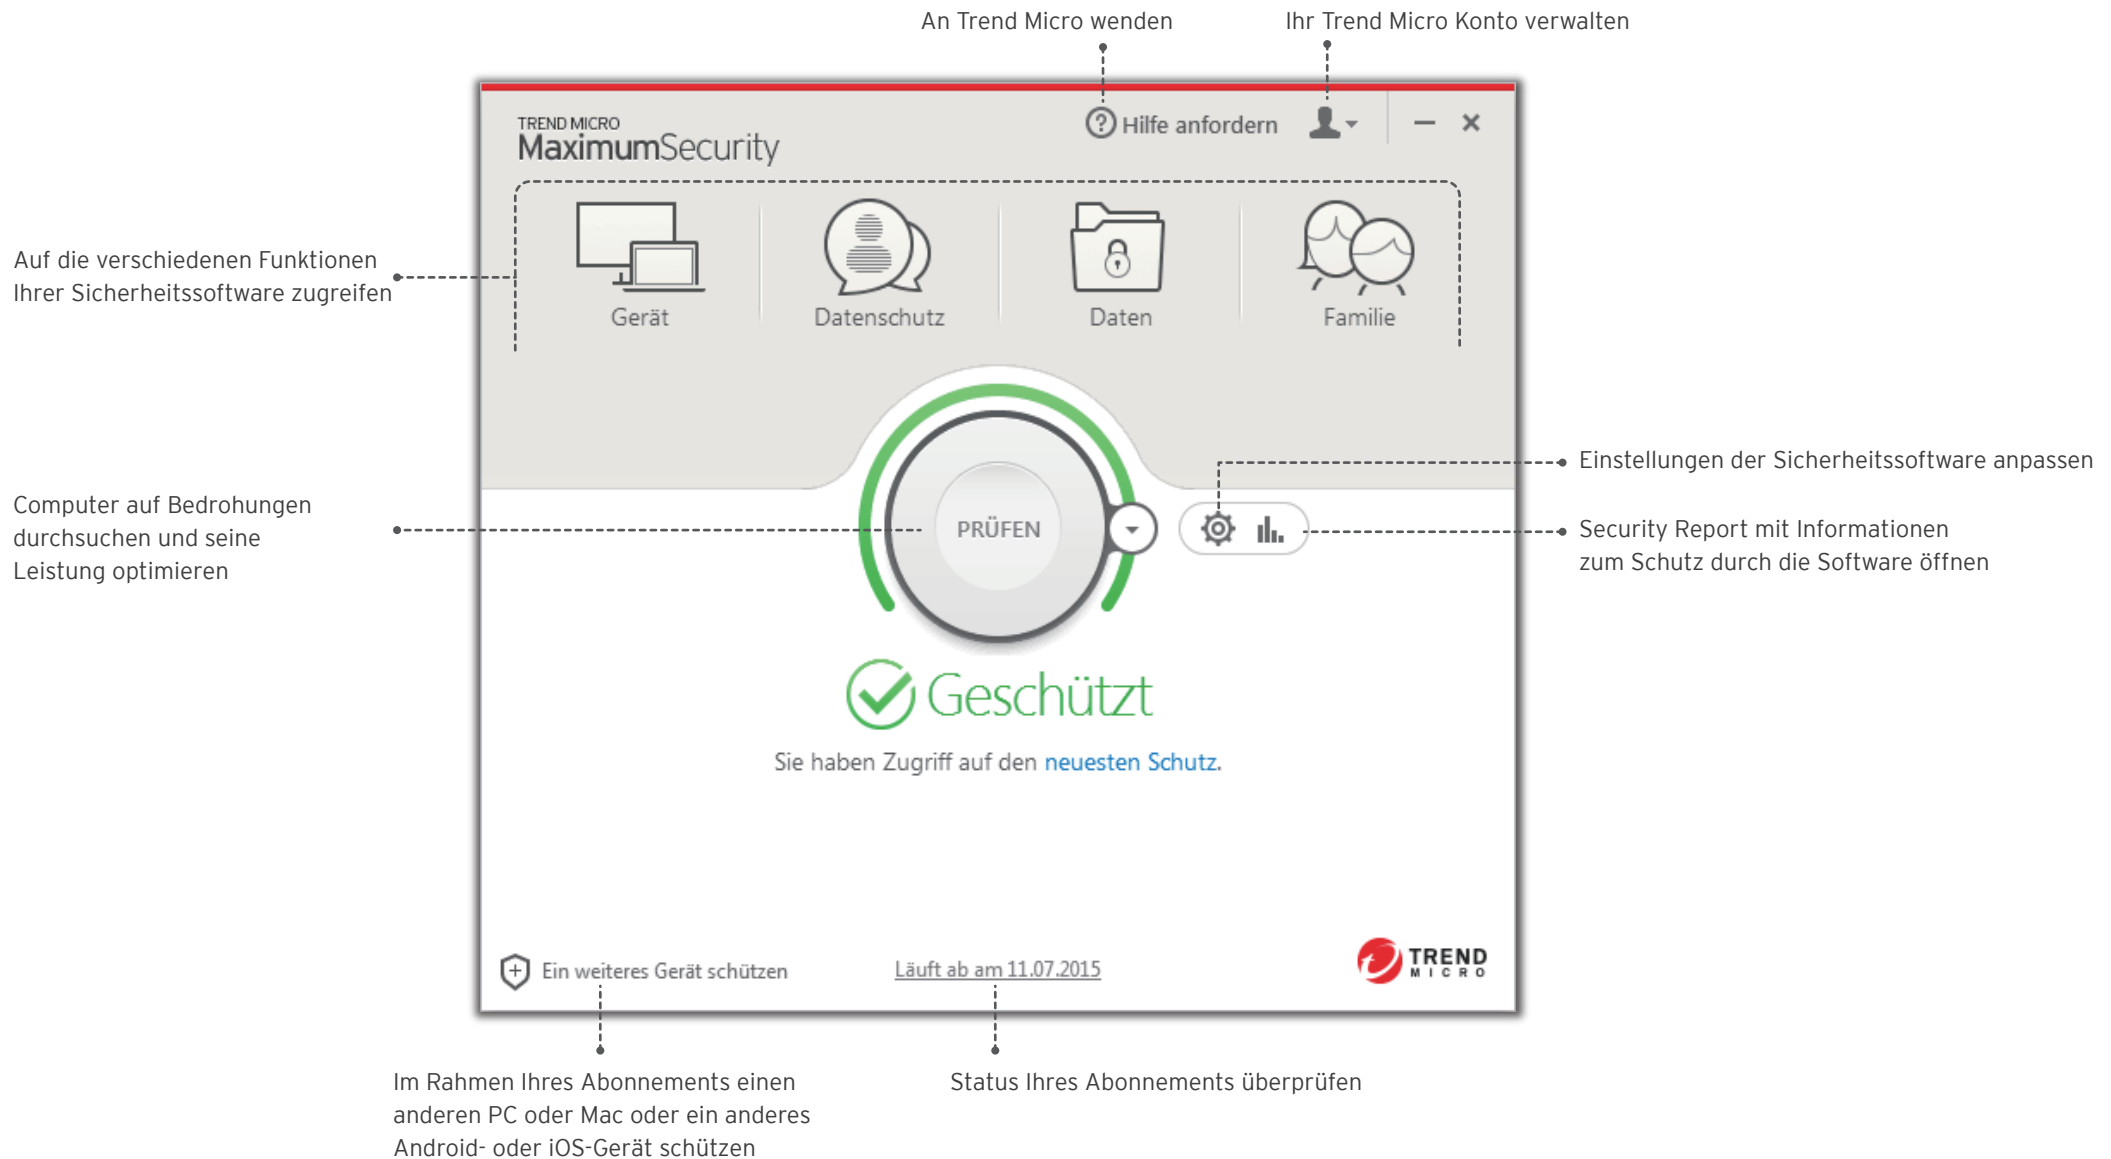 An Trend Micro wenden
Ihr Trend Micro Konto verwalten
TREND MICRO
MaximumSecurity
Hilfe anfordern
Auf die verschiedenen Funktionen
Ihrer Sicherheitssoftware zugreifen
Gerät
Datenschutz
Daten
Familie
Computer auf Bedrohungen
durchsuchen und seine
Leistung optimieren
PRÜFEN
Einstellungen der Sicherheitssoftware anpassen
Security Report mit Informationen
zum Schutz durch die Software öffnen
Geschützt
Sie haben Zugriff auf den neuesten Schutz.
Ein weiteres Gerät schützen
Läuft ab am 11.07.2015
TREND
MICRO
Im Rahmen Ihres Abonnements einen
anderen PC oder Mac oder ein anderes
Android- oder iOS-Gerät schützen
Status Ihres Abonnements überprüfen